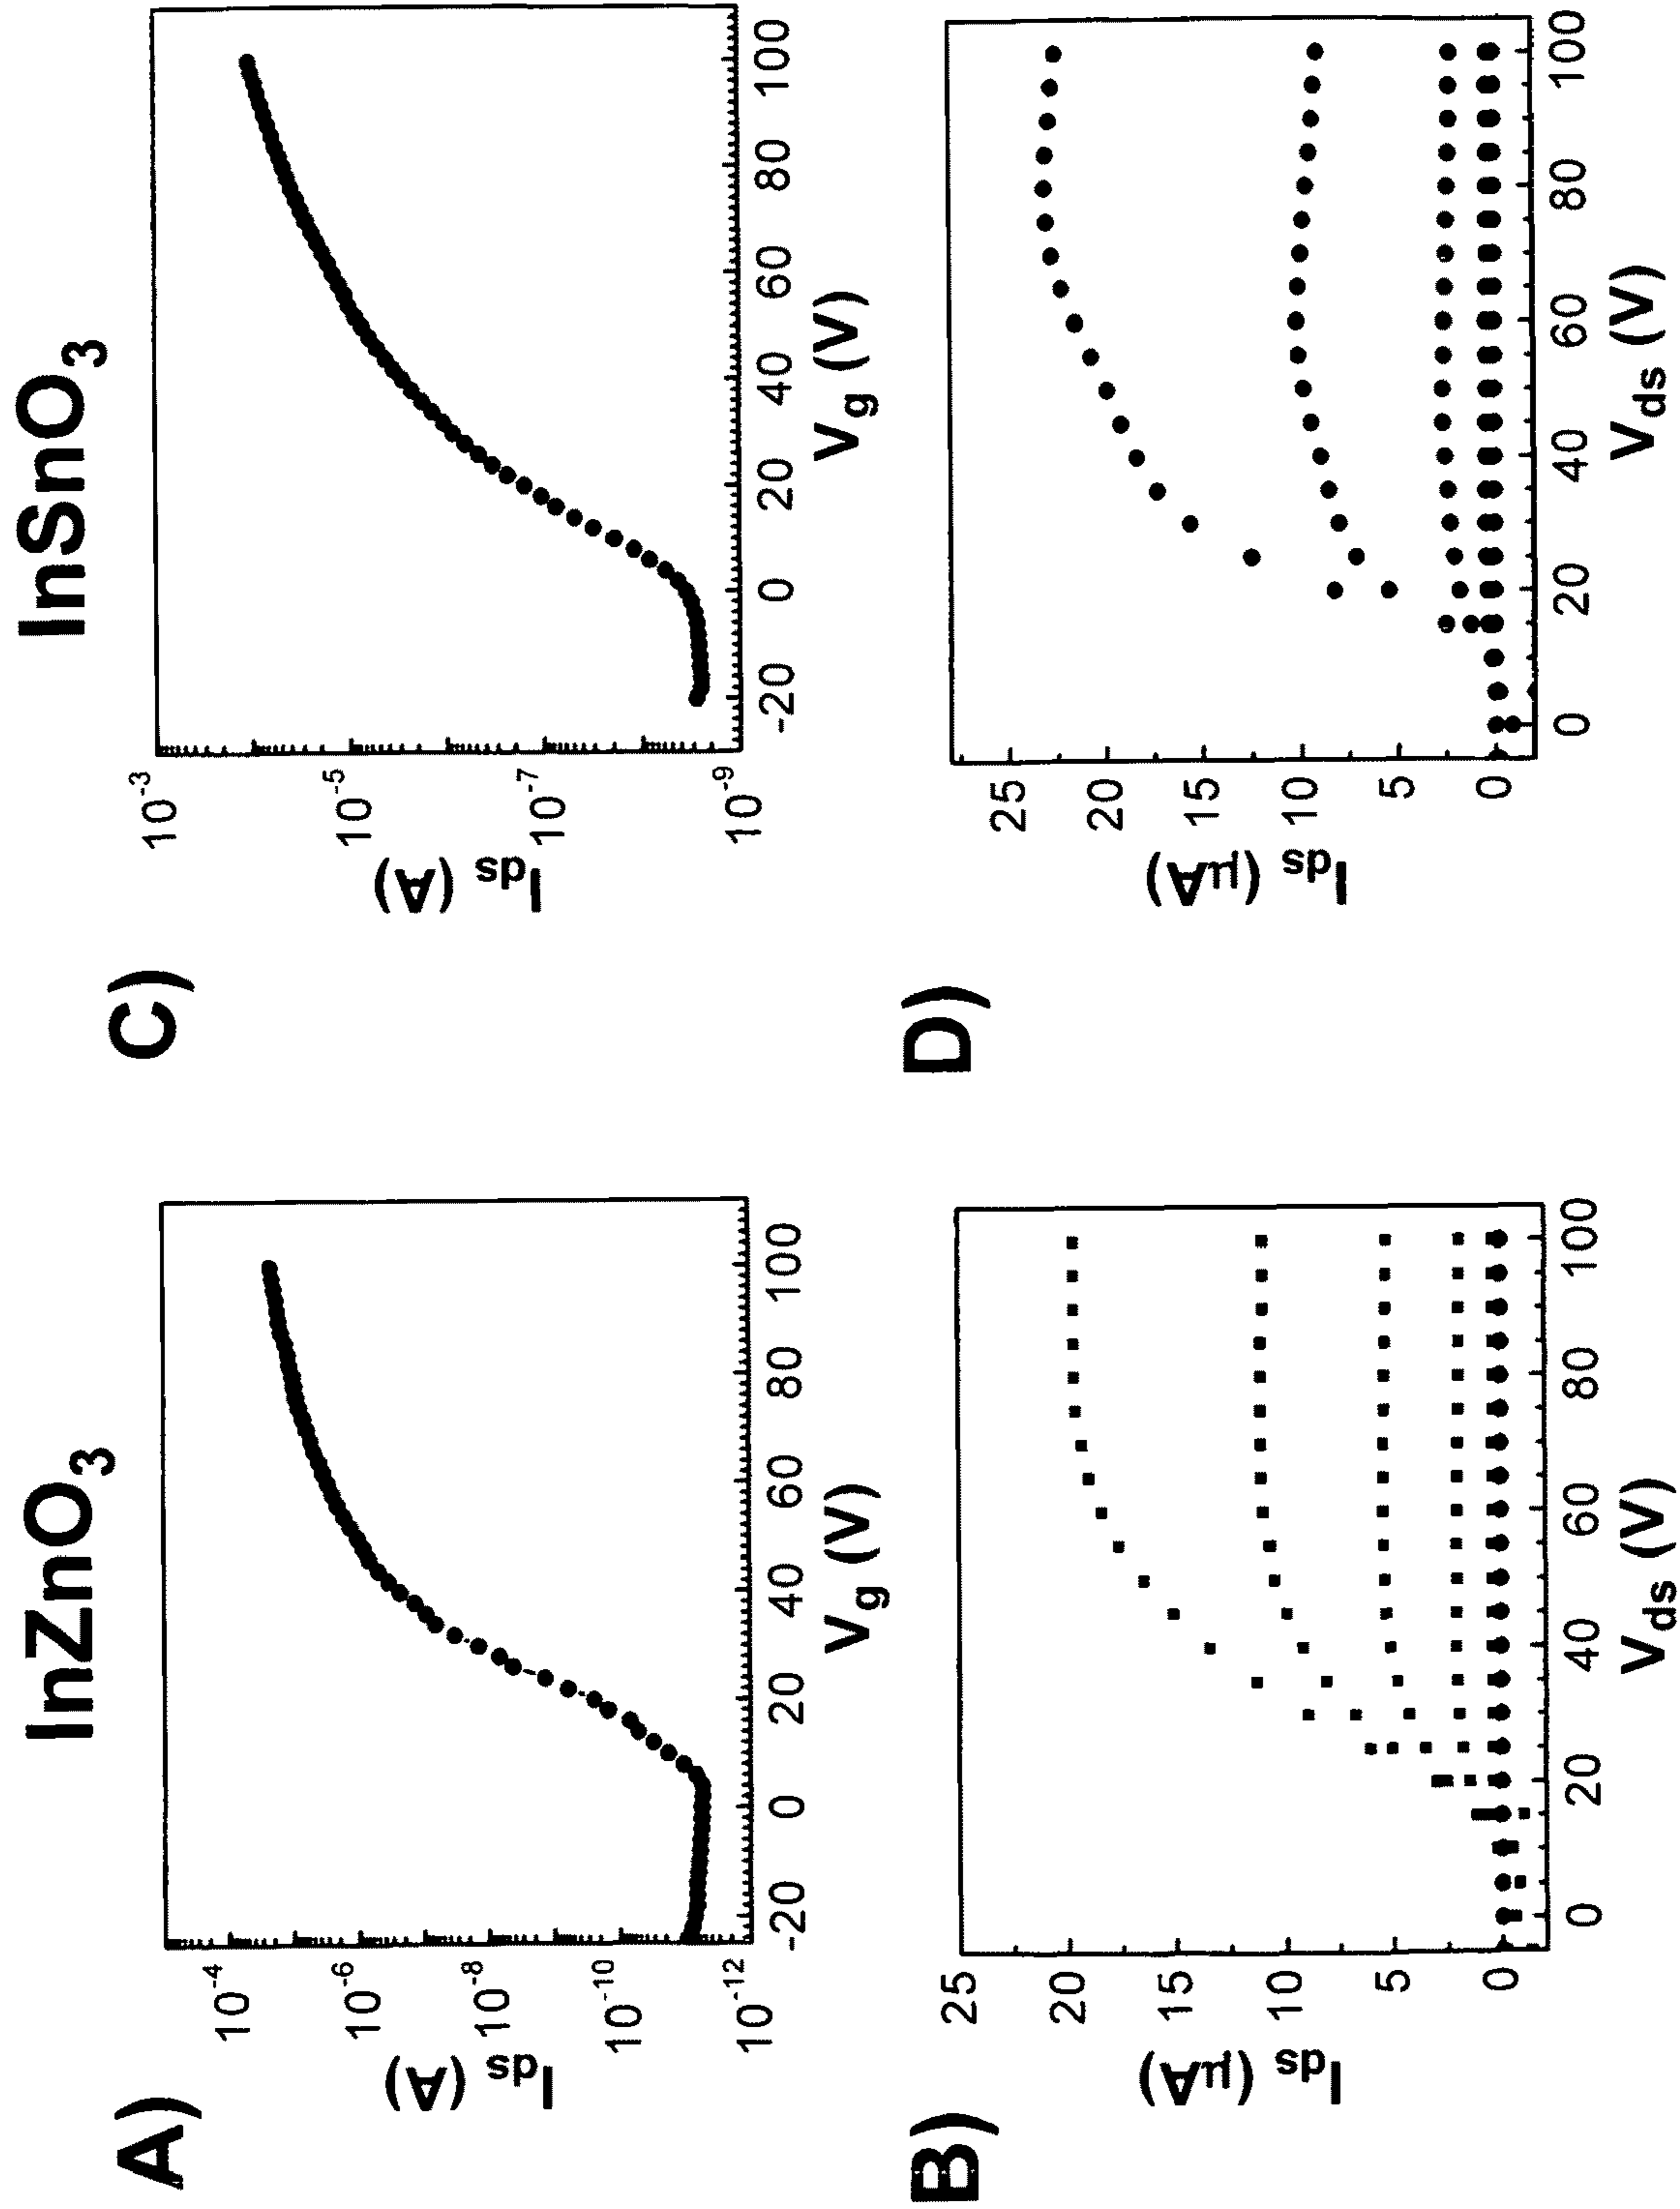 InZnO3
A)
10-4
10-6
10-8
10-10
10-12
Ids (A)
-20 0 20 40 60 80 100
Vg (V)
B)
25
20
15
10
5
0
Ids (μA)
0 20 40 60 80 100
Vds (V)
InSnO3
C)
10-3
10-5
10-7
10-9
Ids (A)
-20 0 20 40 60 80 100
Vg (V)
D)
25
20
15
10
5
0
Ids (μA)
0 20 40 60 80 100
Vds (V)